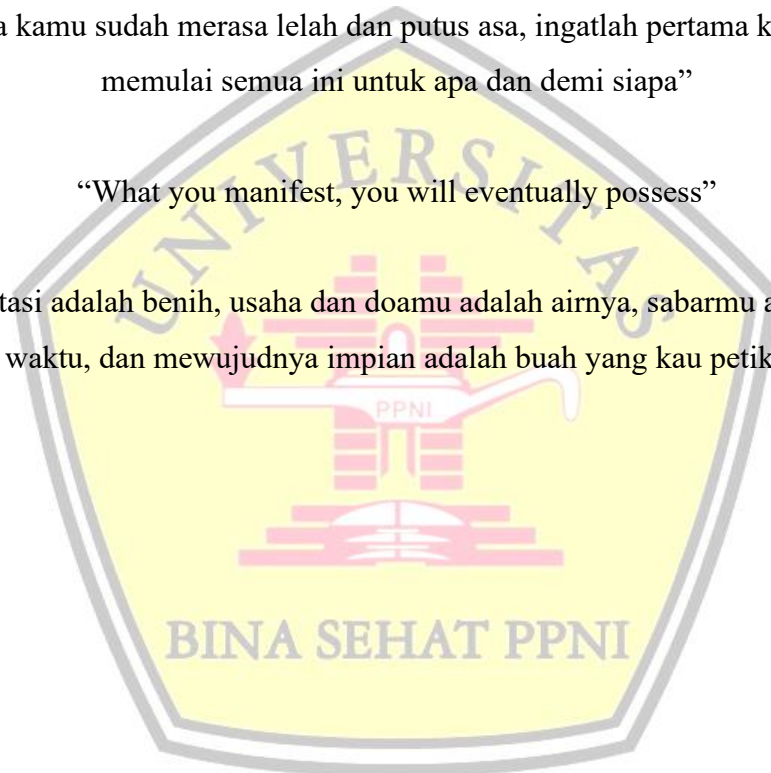 a kamu sudah merasa lelah dan putus asa, ingatlah pertama k
memulai semua ini untuk apa dan demi siapa”
“What you manifest, you will eventually possess”
tasi adalah benih, usaha dan doamu adalah airnya, sabarmu a
waktu, dan mewujudnya impian adalah buah yang kau petik
UNIVERSITAS
PPNI
BINA SEHAT PPNI